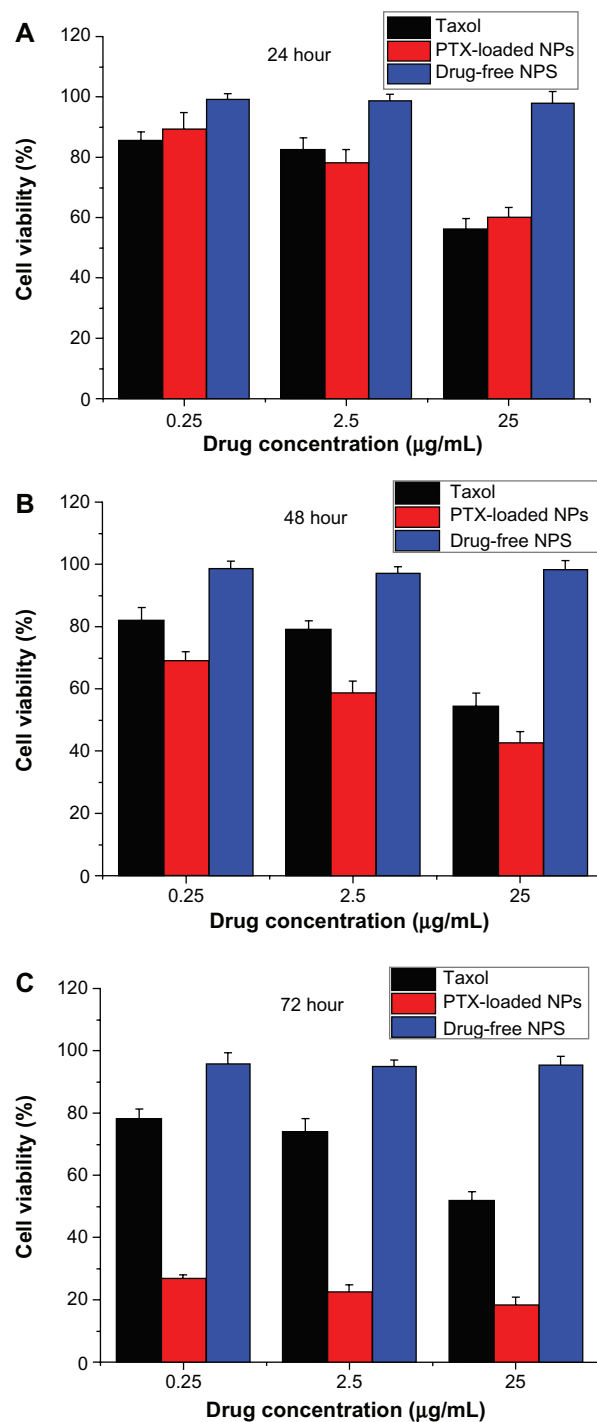 A
24 hour
Taxol
PTX-loaded NPs
Drug-free NPS
120
100
80
60
40
20
0
Cell viability (%)
0.25
2.5
25
Drug concentration (µg/mL)
B
48 hour
Taxol
PTX-loaded NPs
Drug-free NPS
120
100
80
60
40
20
0
Cell viability (%)
0.25
2.5
25
Drug concentration (µg/mL)
C
72 hour
Taxol
PTX-loaded NPs
Drug-free NPS
120
100
80
60
40
20
0
Cell viability (%)
0.25
2.5
25
Drug concentration (µg/mL)